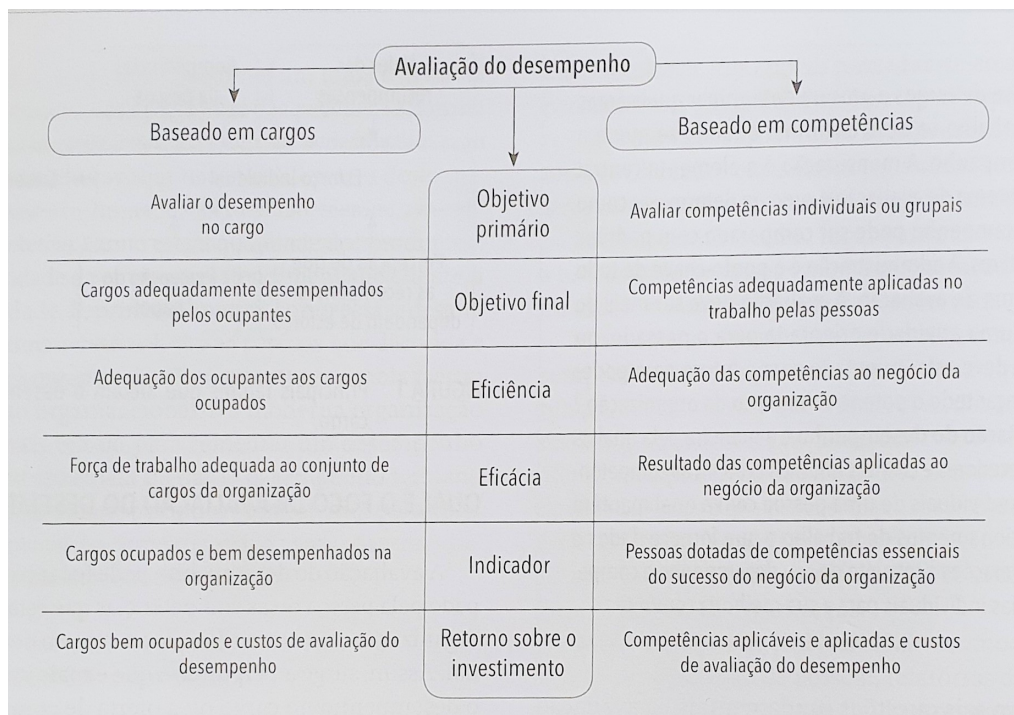 Avaliação do desempenho
Baseado em cargos
Baseado em competências
Avaliar o desempenho
no cargo
Objetivo
primário
Avaliar competências individuais ou grupais
Cargos adequadamente desempenhados
pelos ocupantes
Objetivo final
Competências adequadamente aplicadas no
trabalho pelas pessoas
Adequação dos ocupantes aos cargos
ocupados
Eficiência
Adequação das competências ao negócio da
organização
Força de trabalho adequada ao conjunto de
cargos da organização
Eficácia
Resultado das competências aplicadas ao
negócio da organização
Cargos ocupados e bem desempenhados na
organização
Indicador
Pessoas dotadas de competências essenciais
do sucesso do negócio da organização
Cargos bem ocupados e custos de avaliação do
desempenho
Retorno sobre o
investimento
Competências aplicáveis e aplicadas e custos
de avaliação do desempenho